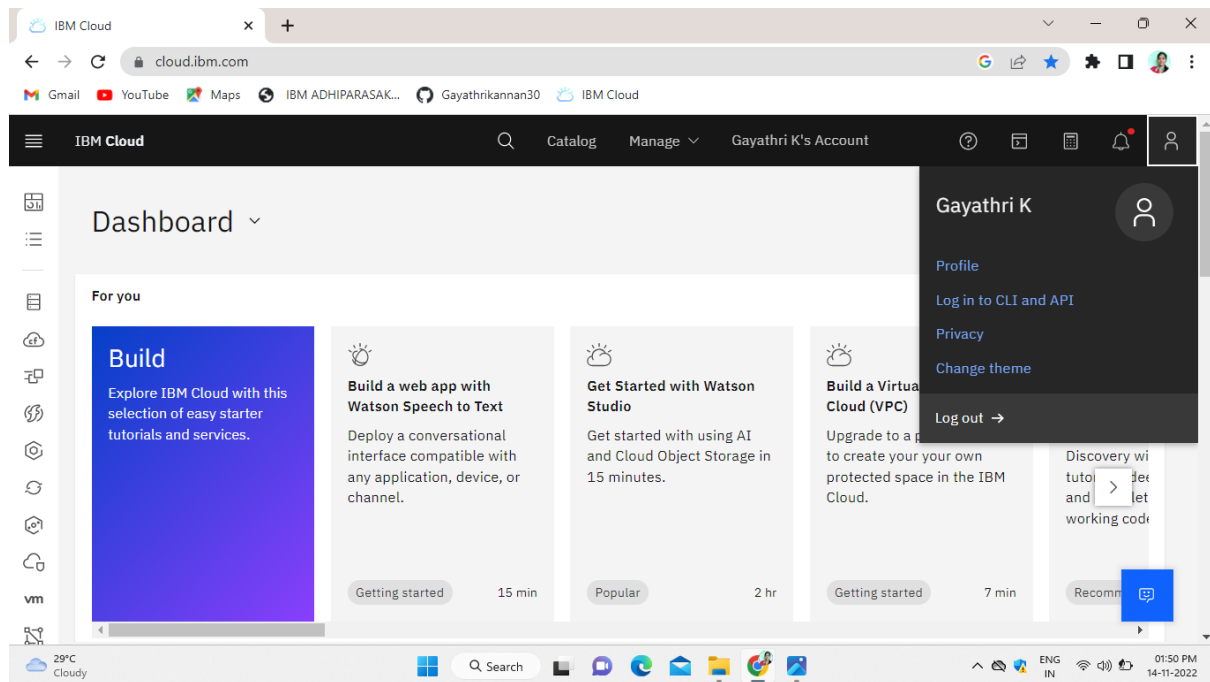 IBM Cloud
cloud.ibm.com
Gmail YouTube Maps IBM ADHIPARASAK... Gayathrikannan30 IBM Cloud
IBM Cloud Catalog Manage Gayathri K's Account
Dashboard
Gayathri K
Profile
Log in to CLI and API
Privacy
Change theme
Log out →
For you
Build
Explore IBM Cloud with this
selection of easy starter
tutorials and services.
Build a web app with
Watson Speech to Text
Deploy a conversational
interface compatible with
any application, device, or
channel.
Getting started 15 min
Get Started with Watson
Studio
Get started with using AI
and Cloud Object Storage in
15 minutes.
Popular 2 hr
Build a Virtua
Cloud (VPC)
Upgrade to a p
to create your your own
protected space in the IBM
Cloud.
Getting started 7 min
Discovery wi
and
working code
Recomm
vm
29°C
Cloudy
Search
ENG
IN
01:50 PM
14-11-2022